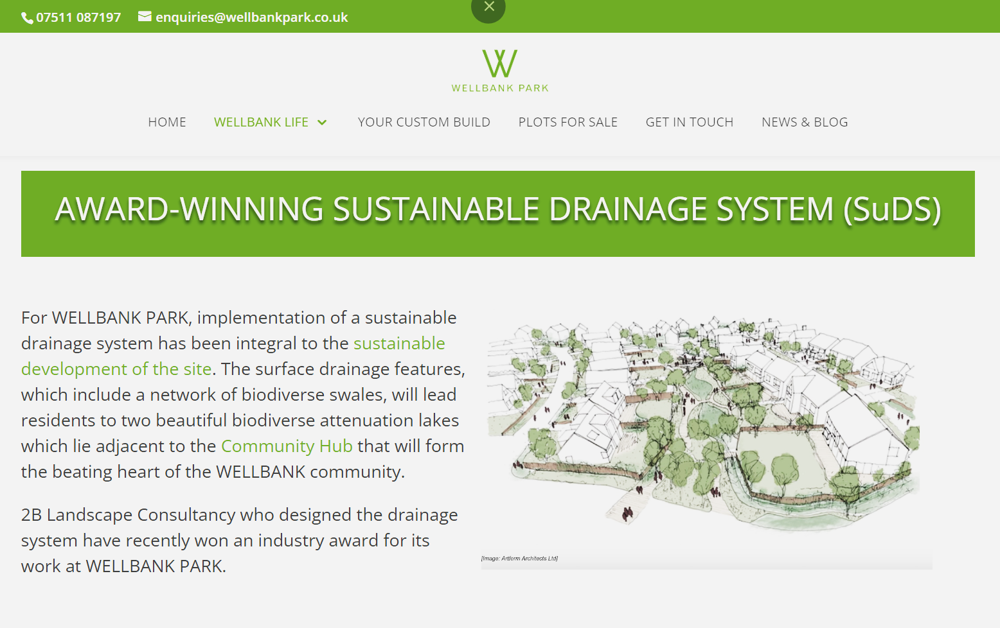 07511 087197 enquiries@wellbankpark.co.uk
WELLBANK PARK
HOME WELLBANK LIFE YOUR CUSTOM BUILD PLOTS FOR SALE GET IN TOUCH NEWS & BLOG
AWARD-WINNING SUSTAINABLE DRAINAGE SYSTEM (SuDS)
For WELLBANK PARK, implementation of a sustainable
drainage system has been integral to the sustainable
development of the site. The surface drainage features,
which include a network of biodiverse swales, will lead
residents to two beautiful biodiverse attenuation lakes
which lie adjacent to the Community Hub that will form
the beating heart of the WELLBANK community.
2B Landscape Consultancy who designed the drainage
system have recently won an industry award for its
work at WELLBANK PARK.
[Image: Artform Architects Ltd]